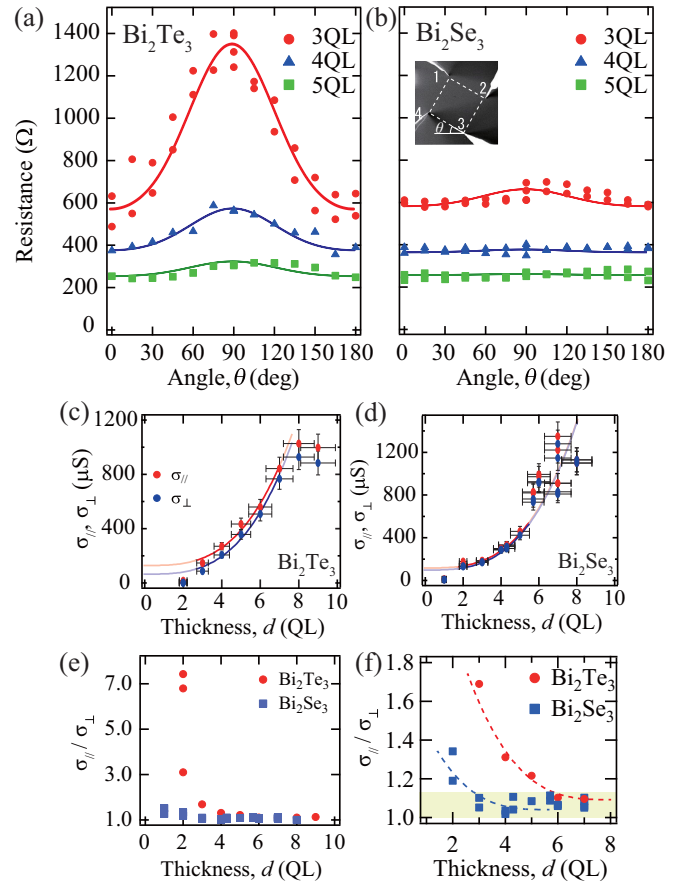 (a)
Bi2Te3
3QL
4QL
5QL
1400
1200
1000
800
600
400
200
0
Resistance (Ω)
0 30 60 90 120 150 180
Angle, θ (deg)
(b)
Bi2Se3
3QL
4QL
5QL
1
2
4
θ
3
0 30 60 90 120 150 180
Angle, θ (deg)
(c)
1200
800
400
0
σ//, σ⊥ (μS)
σ//
σ⊥
Bi2Te3
0 2 4 6 8 10
Thickness, d (QL)
(d)
1200
800
400
0
σ//, σ⊥ (μS)
Bi2Se3
0 2 4 6 8 10
Thickness, d (QL)
(e)
Bi2Te3
Bi2Se3
7.0
5.0
3.0
1.0
σ// / σ⊥
0 2 4 6 8 10
Thickness, d (QL)
(f)
Bi2Te3
Bi2Se3
1.8
1.6
1.4
1.2
1.0
σ// / σ⊥
0 2 4 6 8
Thickness, d (QL)